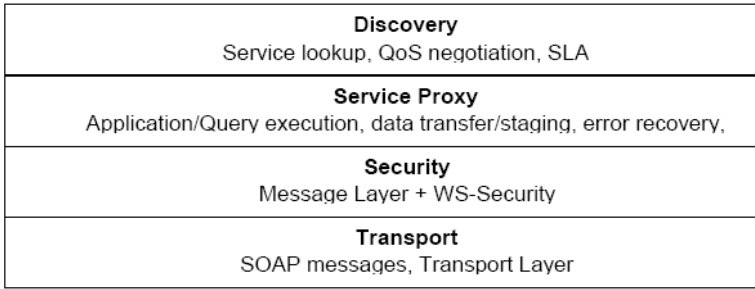 Discovery
Service lookup, QoS negotiation, SLA
Service Proxy
Application/Query execution, data transfer/staging, error recovery,
Security
Message Layer + WS-Security
Transport
SOAP messages, Transport Layer